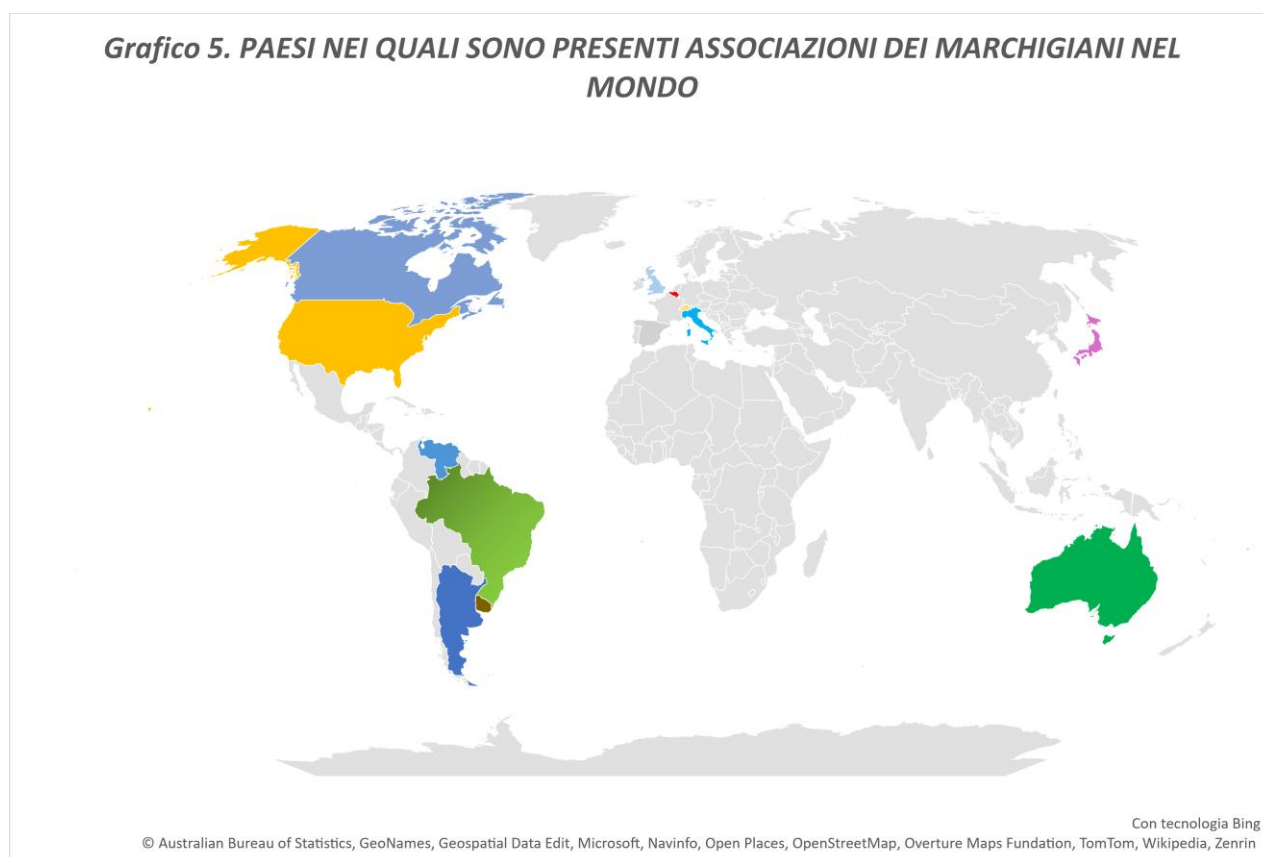 Grafico 5. PAESI NEI QUALI SONO PRESENTI ASSOCIAZIONI DEI MARCHIGIANI NEL
MONDO
Con tecnologia Bing
© Australian Bureau of Statistics, GeoNames, Geospatial Data Edit, Microsoft, Navinfo, Open Places, OpenStreetMap, Overture Maps Fundation, TomTom, Wikipedia, Zenrin